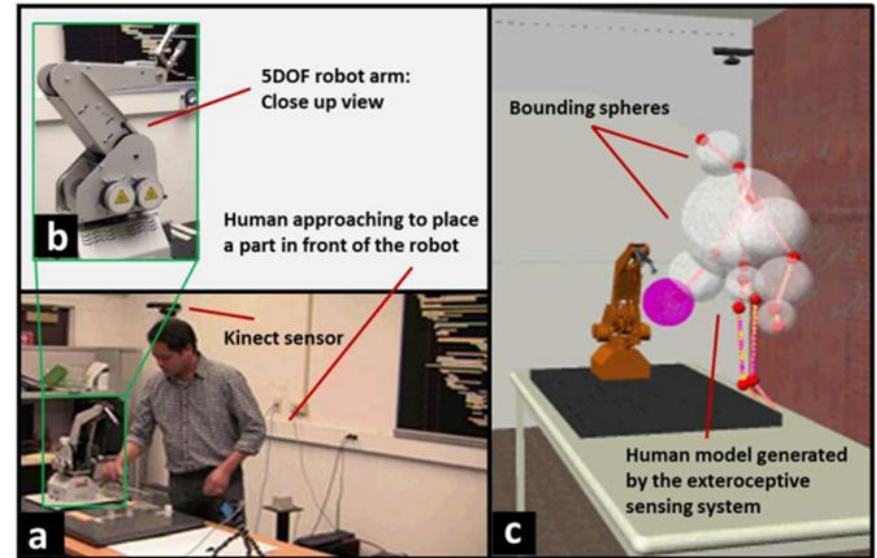 5DOF robot arm:
Close up view
b
Human approaching to place
a part in front of the robot
Kinect sensor
a
Bounding spheres
Human model generated
by the exteroceptive
sensing system
c